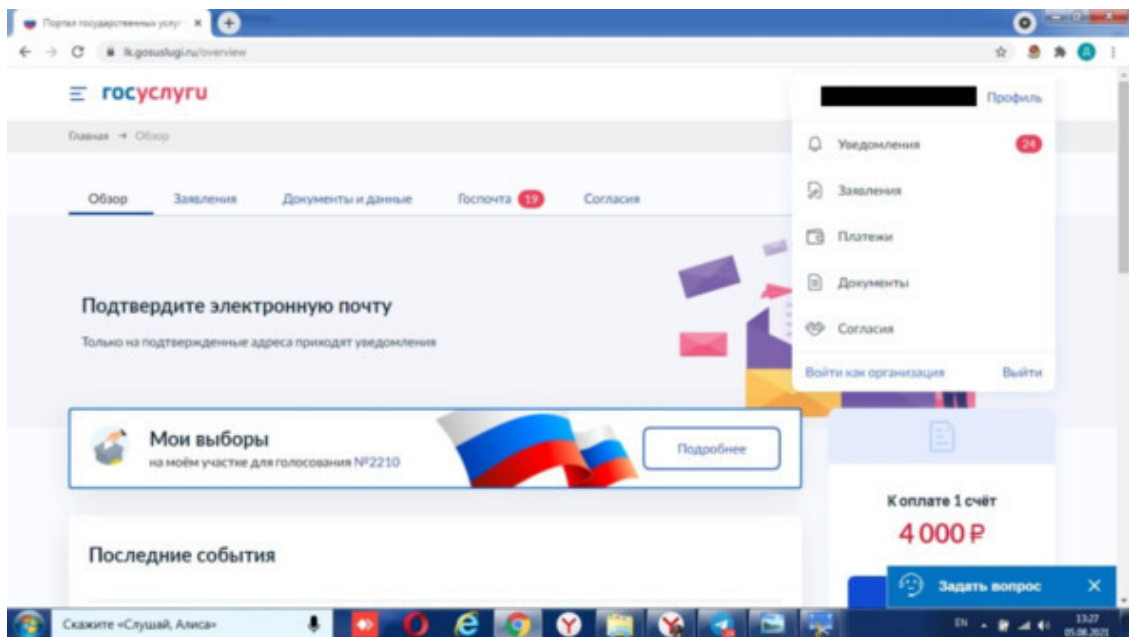 Портал государственных услуг
lk.gosuslugi.ru/overview
Д
госуслуги
Профиль
Главная → Обзор
Уведомления 24
Обзор Заявления Документы и данные Госпочта 19 Согласия
Заявления
Платежи
Документы
Согласия
Войти как организация Выйти
Подтвердите электронную почту
Только на подтвержденные адреса приходят уведомления
Мои выборы
на моём участке для голосования №2210
Подробнее
К оплате 1 счёт
4 000 ₽
Последние события
Задать вопрос
Скажите «Слушай, Алиса»
EN
13:27
05.08.2021